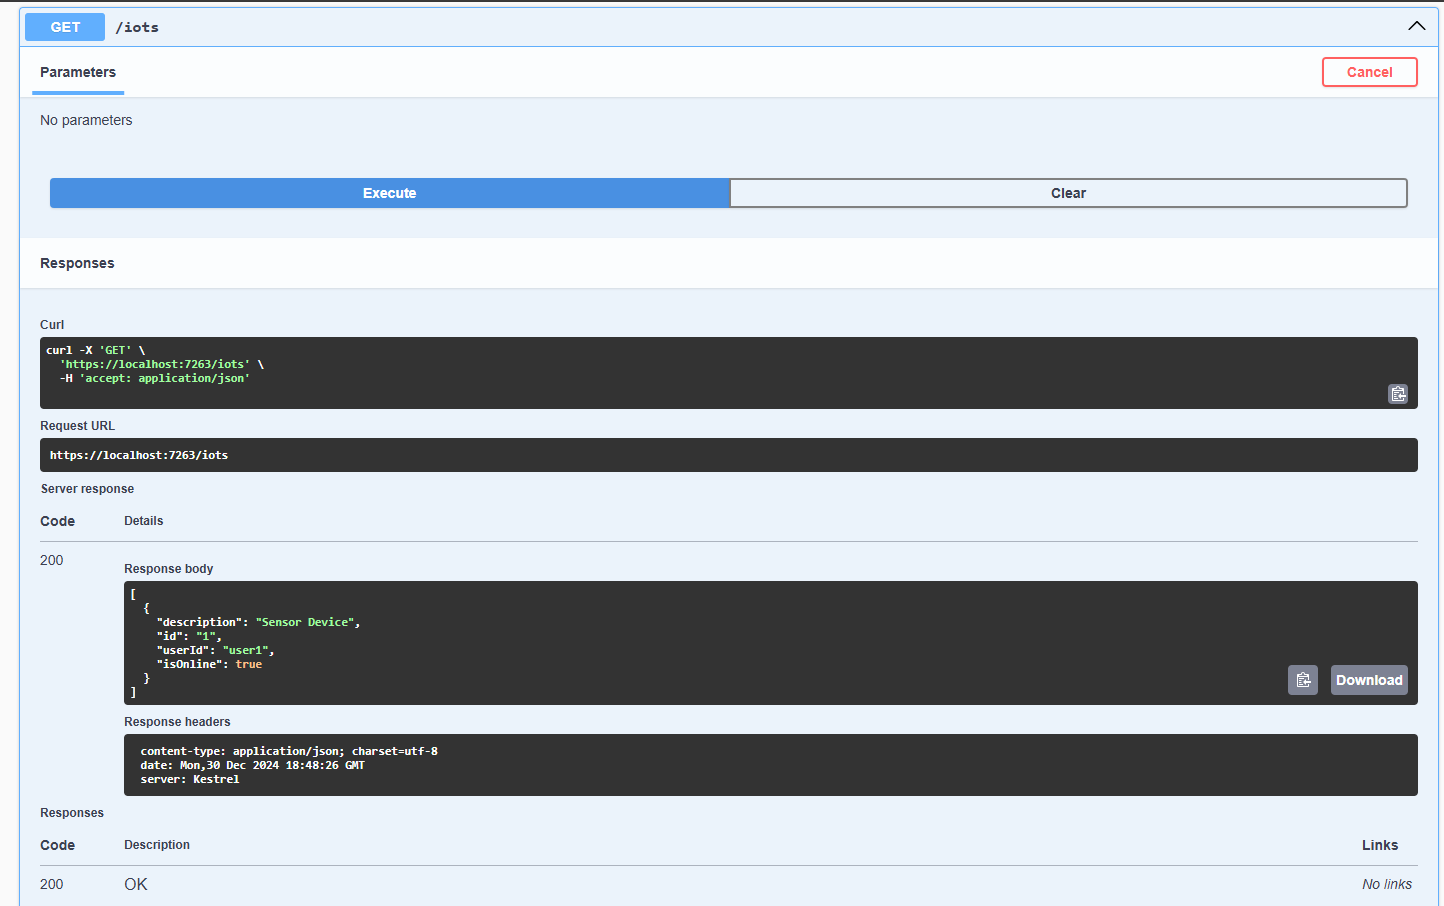 GET /iots
Parameters
Cancel
No parameters
Execute
Clear
Responses
Curl
curl -X 'GET' \
'https://localhost:7263/iots' \
-H 'accept: application/json'
Request URL
https://localhost:7263/iots
Server response
Code Details
200
Response body
[
{
"description": "Sensor Device",
"id": "1",
"userId": "user1",
"isOnline": true
}
]
Download
Response headers
content-type: application/json; charset=utf-8
date: Mon,30 Dec 2024 18:48:26 GMT
server: Kestrel
Responses
Code Description Links
200 OK No links